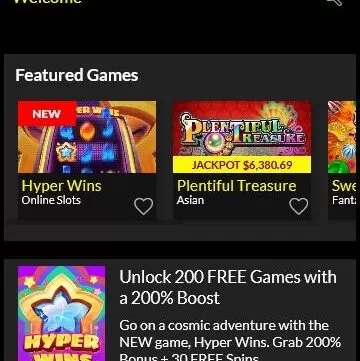 Welcome
Featured Games
NEW
HYPER WINS
PLENTIFUL
TREASURE
JACKPOT $6,380.69
Hyper Wins
Online Slots
Plentiful Treasure
Asian
Swe
Fanta
HYPER
WINS
Unlock 200 FREE Games with
a 200% Boost
Go on a cosmic adventure with the
NEW game, Hyper Wins. Grab 200%
Bonus + 30 FREE Spins